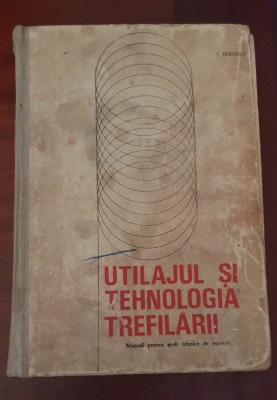 UTILAJUL ȘI
TEHNOLOGIA
TREFILĂRII
Manual pentru școli tehnice de maiștri